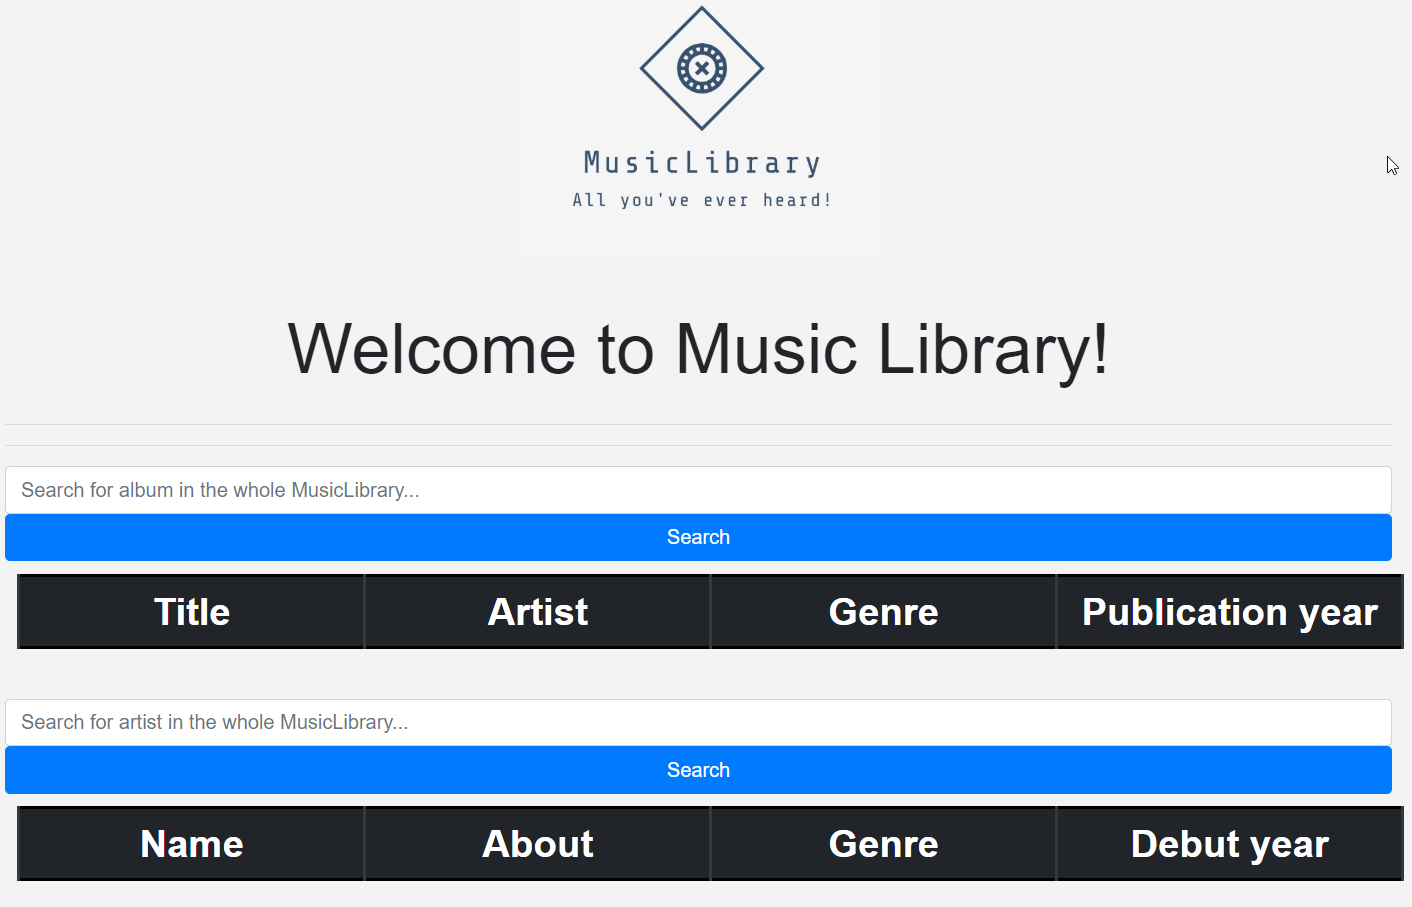 MusicLibrary
All you've ever heard!
Welcome to Music Library!
Search for album in the whole MusicLibrary...
Search
Title Artist Genre Publication year
Search for artist in the whole MusicLibrary...
Search
Name About Genre Debut year